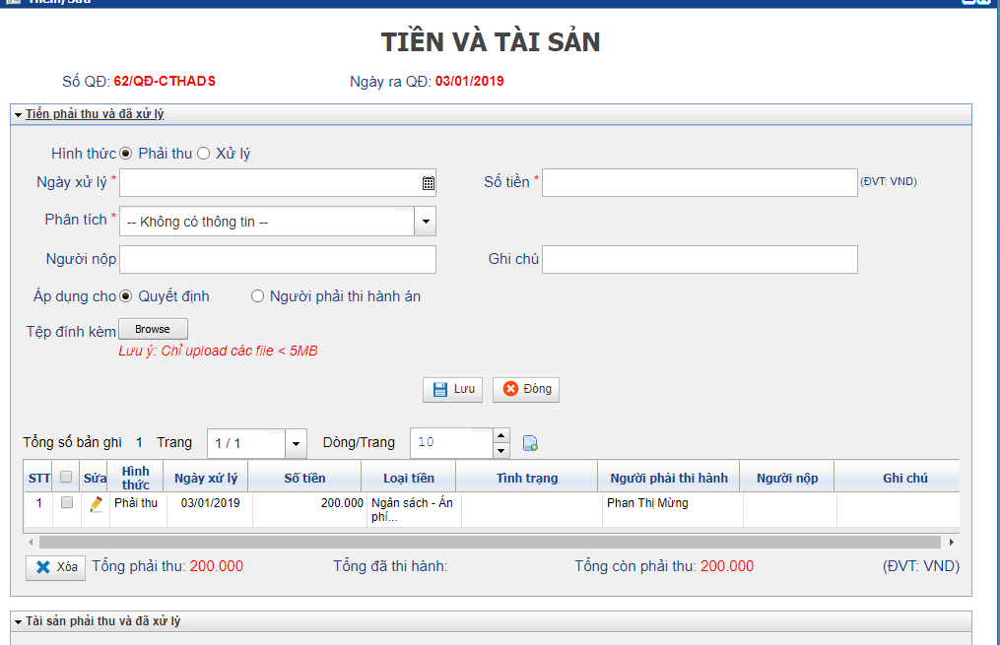 Thêm/Sửa
TIỀN VÀ TÀI SẢN
Số QĐ: 62/QĐ-CTHADS Ngày ra QĐ: 03/01/2019
Tiền phải thu và đã xử lý
Hình thức Phải thu Xử lý
Ngày xử lý * Số tiền * (ĐVT: VND)
Phân tích * -- Không có thông tin --
Người nộp Ghi chú
Áp dụng cho Quyết định Người phải thi hành án
Tệp đính kèm Browse
Lưu ý: Chỉ upload các file < 5MB
Lưu Đóng
Tổng số bản ghi 1 Trang 1 / 1 Dòng/Trang 10
STT Sửa Hình thức Ngày xử lý Số tiền Loại tiền Tình trạng Người phải thi hành Người nộp Ghi chú
1 Phải thu 03/01/2019 200.000 Ngân sách - Án phí... Phan Thị Mừng
Xóa Tổng phải thu: 200.000 Tổng đã thi hành: Tổng còn phải thu: 200.000 (ĐVT: VND)
Tài sản phải thu và đã xử lý